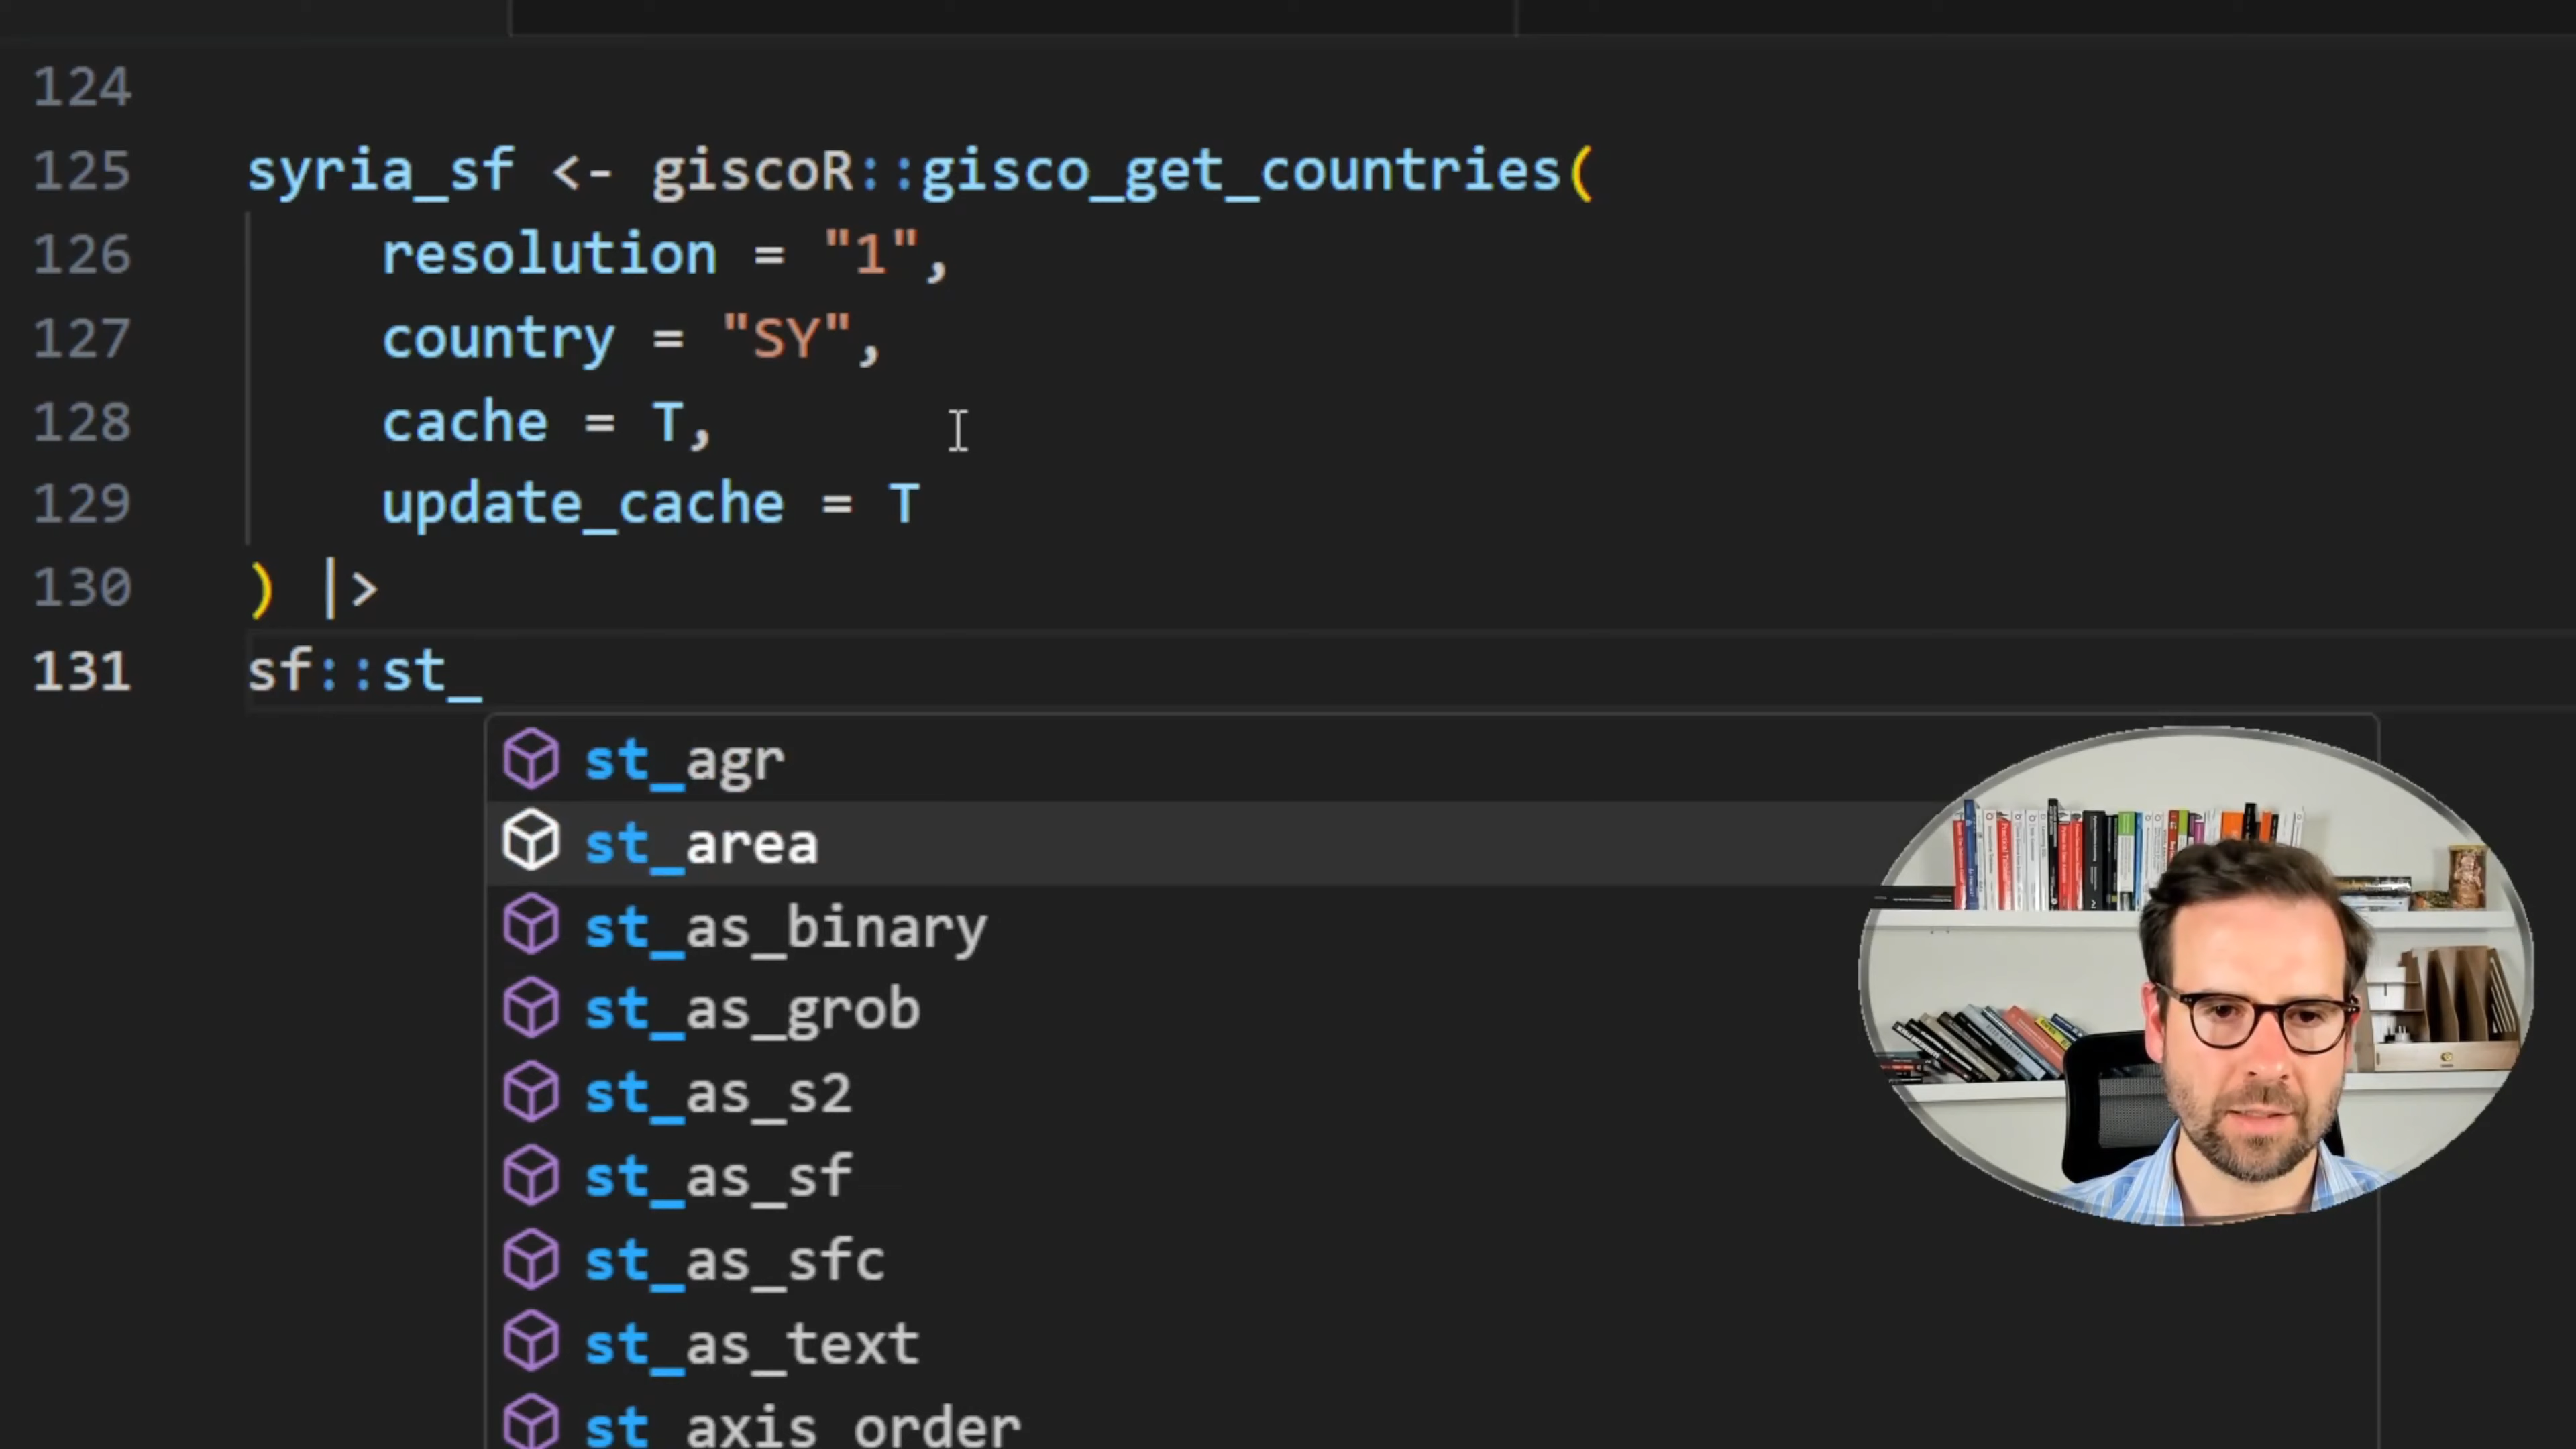 124
125 syria_sf <- giscoR::gisco_get_countries(
126 resolution = "1",
127 country = "SY",
128 cache = T,
129 update_cache = T
130 ) |>
131 sf::st_
st_agr
st_area
st_as_binary
st_as_grob
st_as_s2
st_as_sf
st_as_sfc
st_as_text
st_axis_order